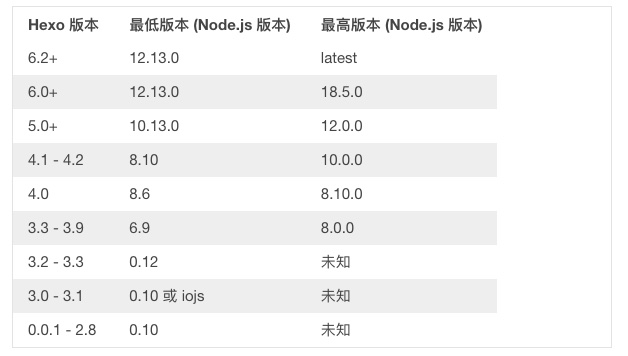 Hexo 版本 最低版本 (Node.js 版本) 最高版本 (Node.js 版本)
6.2+ 12.13.0 latest
6.0+ 12.13.0 18.5.0
5.0+ 10.13.0 12.0.0
4.1 - 4.2 8.10 10.0.0
4.0 8.6 8.10.0
3.3 - 3.9 6.9 8.0.0
3.2 - 3.3 0.12 未知
3.0 - 3.1 0.10 或 iojs 未知
0.0.1 - 2.8 0.10 未知